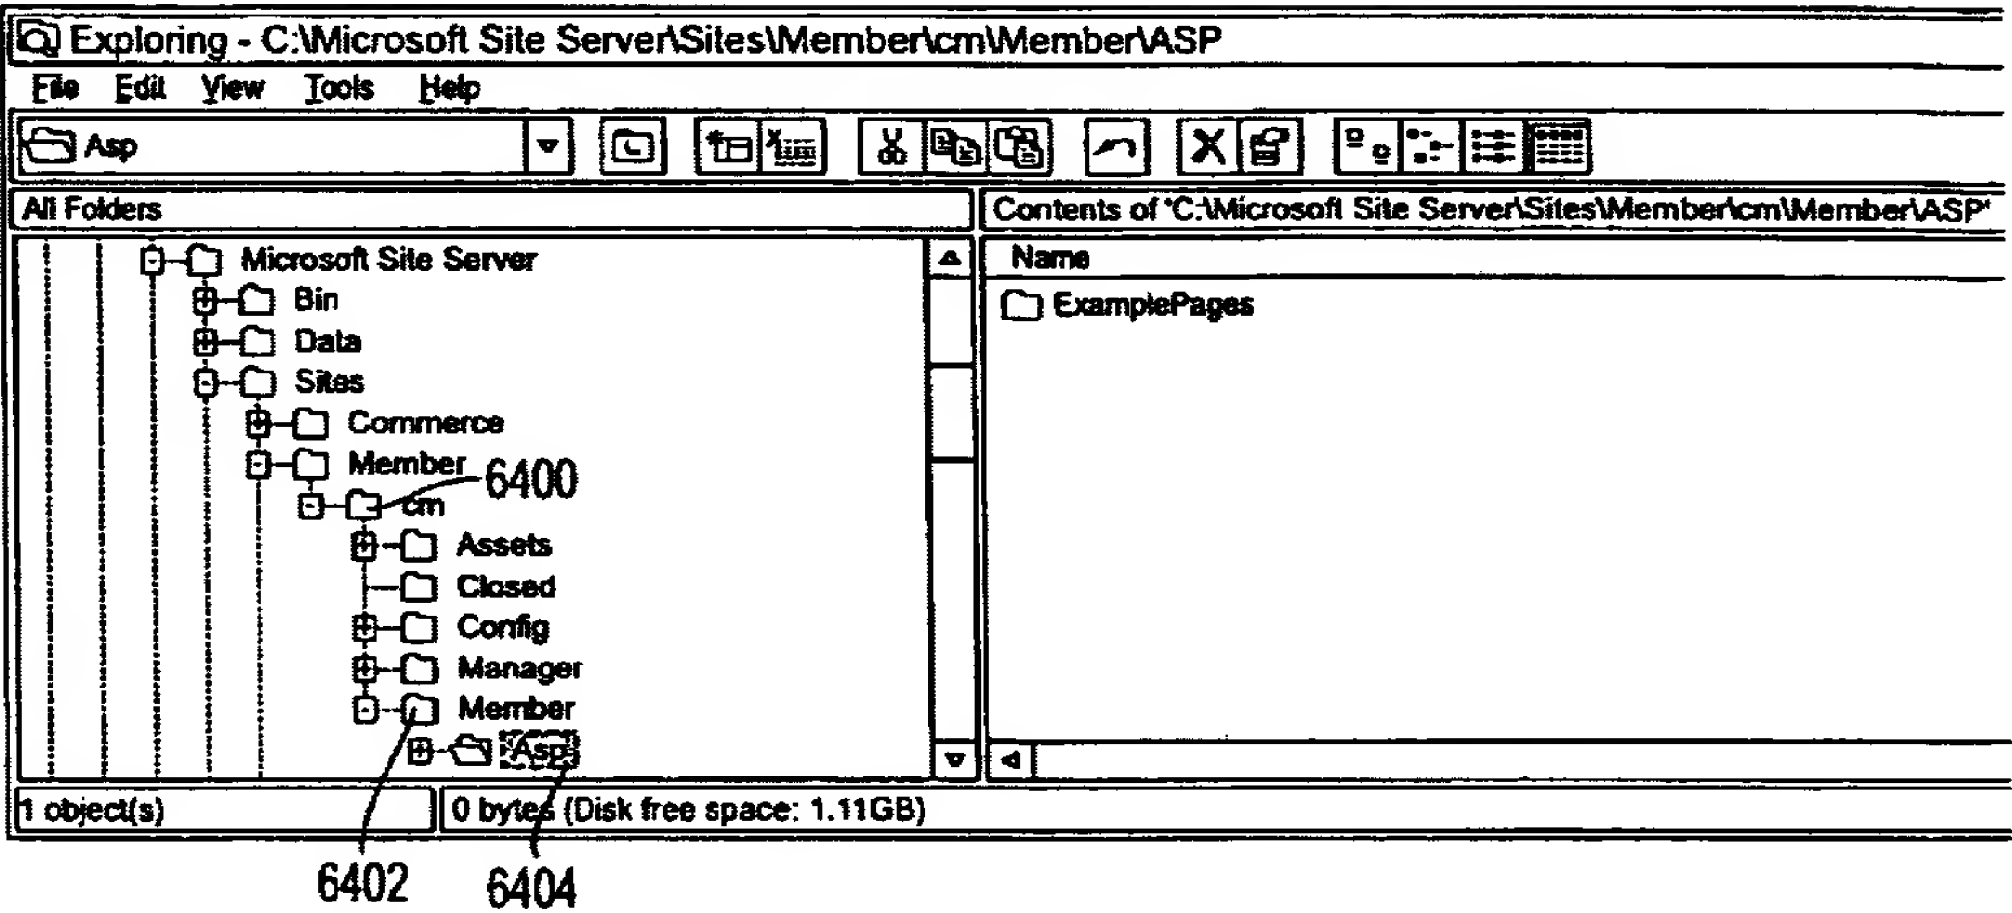 Exploring - C:\Microsoft Site Server\Sites\Member\cm\Member\ASP
File Edit View Tools Help
Asp
All Folders
Contents of 'C:\Microsoft Site Server\Sites\Member\cm\Member\ASP'
Microsoft Site Server
Name
Bin
ExamplePages
Data
Sites
Commerce
Member
6400
cm
Assets
Closed
Config
Manager
Member
Asp
1 object(s)
0 bytes (Disk free space: 1.11GB)
6402
6404